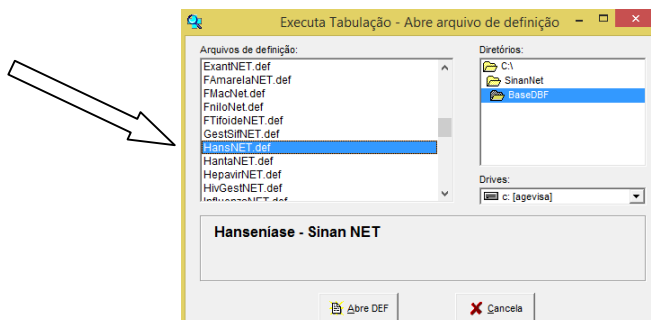 Executa Tabulação - Abre arquivo de definição
Arquivos de definição:
ExantNET.def
FAmarelaNET.def
FMacNet.def
FniloNet.def
FTifoideNET.def
GestSifNET.def
HansNET.def
HantaNET.def
HepavirNET.def
HivGestNET.def
InfluenzaNET.def
Diretórios:
C:\
SinanNet
BaseDBF
Drives:
c: [agevisa]
Hanseníase - Sinan NET
Abre DEF
Cancela